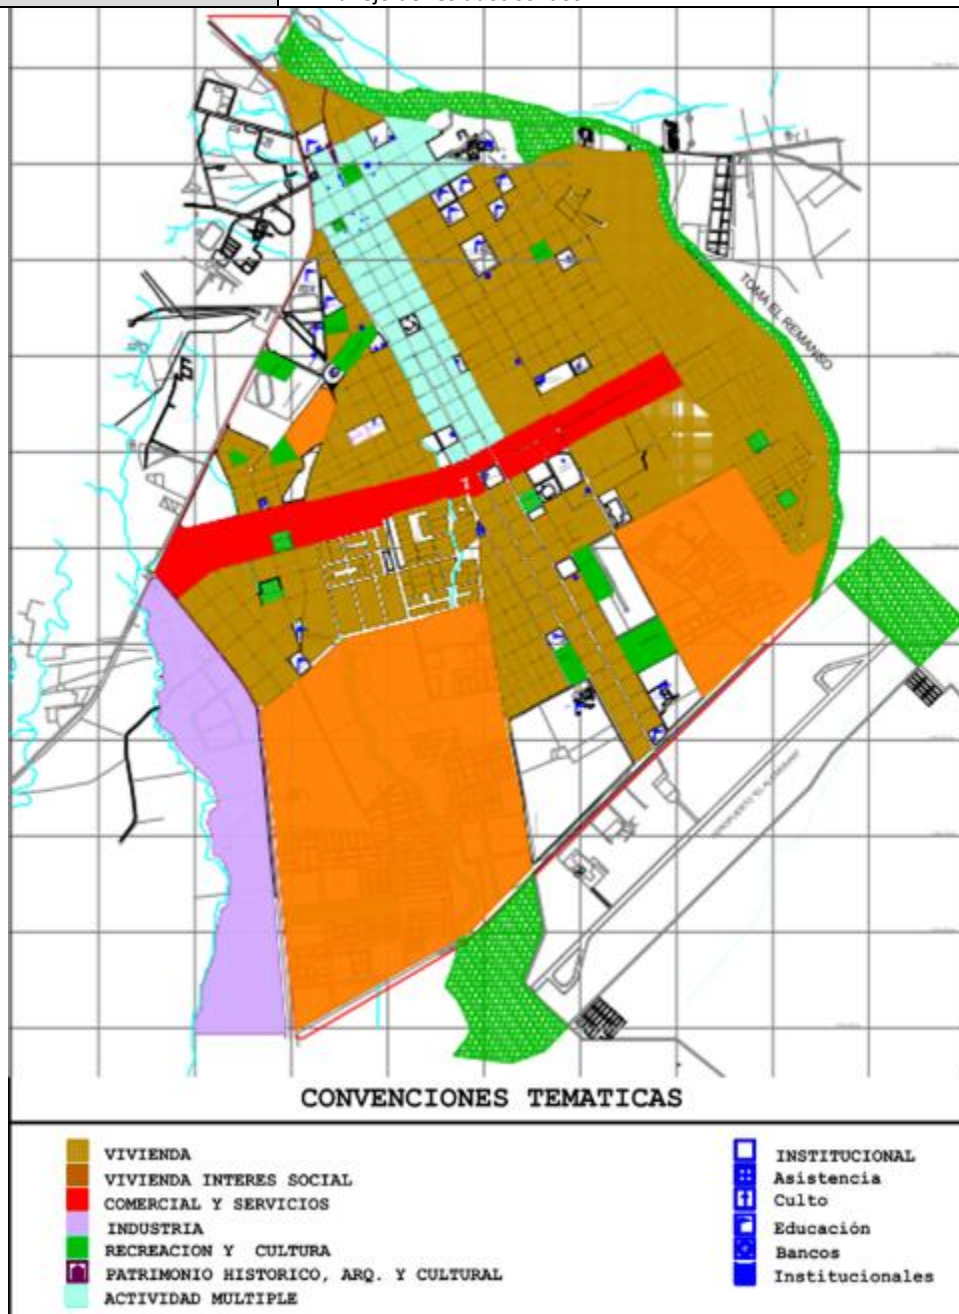 TOMA EL REMANSO
CONVENCIONES TEMATICAS
VIVIENDA
VIVIENDA INTERES SOCIAL
COMERCIAL Y SERVICIOS
INDUSTRIA
RECREACION Y CULTURA
PATRIMONIO HISTORICO, ARQ. Y CULTURAL
ACTIVIDAD MULTIPLE
INSTITUCIONAL
Asistencia
Culto
Educación
Bancos
Institucionales